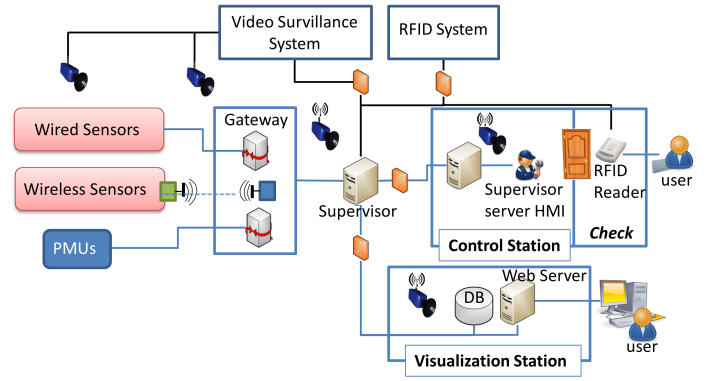 Video Survillance
System
RFID System
Wired Sensors
Gateway
Wireless Sensors
PMUs
Supervisor
Supervisor
server HMI
RFID
Reader
user
Control Station
Check
Web Server
DB
user
Visualization Station